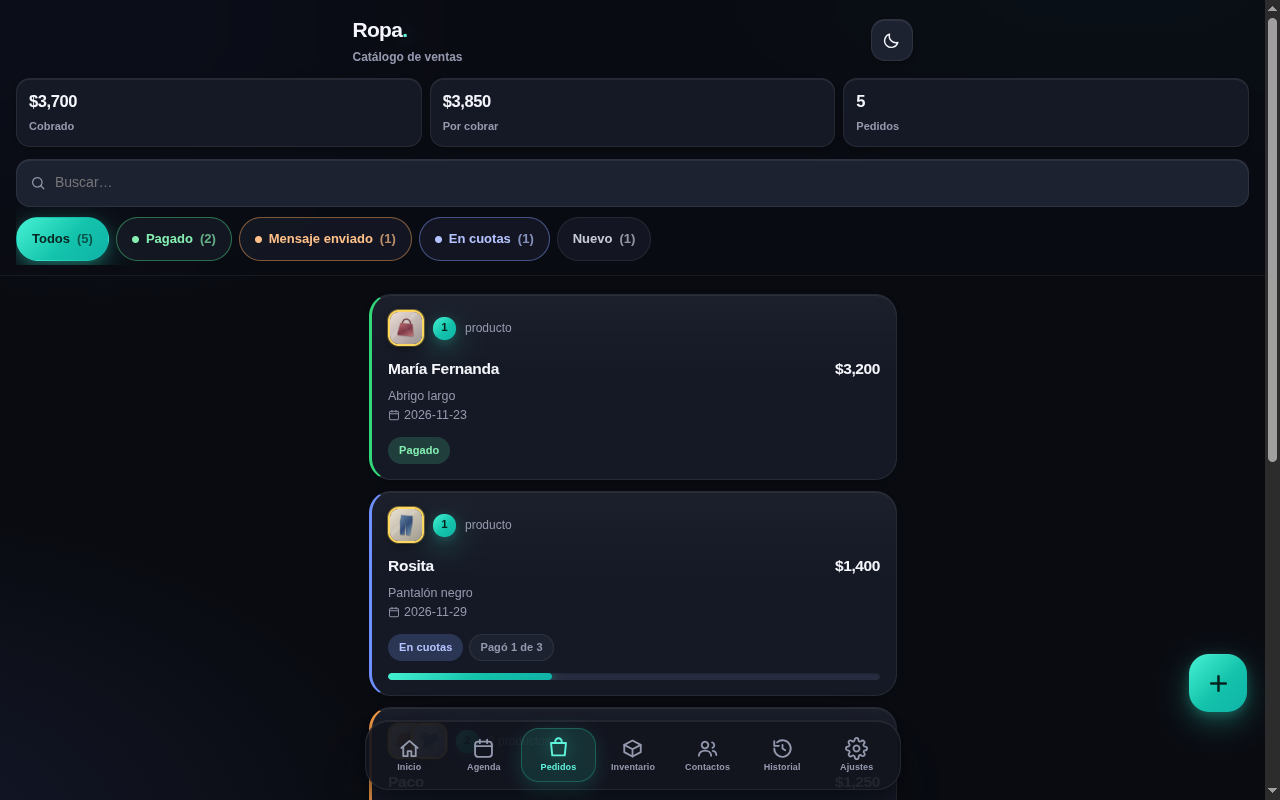 Ropa.
Catálogo de ventas
$3,700
Cobrado
$3,850
Por cobrar
5
Pedidos
Buscar…
Todos (5)
Pagado (2)
Mensaje enviado (1)
En cuotas (1)
Nuevo (1)
1 producto
María Fernanda $3,200
Abrigo largo
2026-11-23
Pagado
1 producto
Rosita $1,400
Pantalón negro
2026-11-29
En cuotas Pagó 1 de 3
Paco $1,250
Inicio
Agenda
Pedidos
Inventario
Contactos
Historial
Ajustes